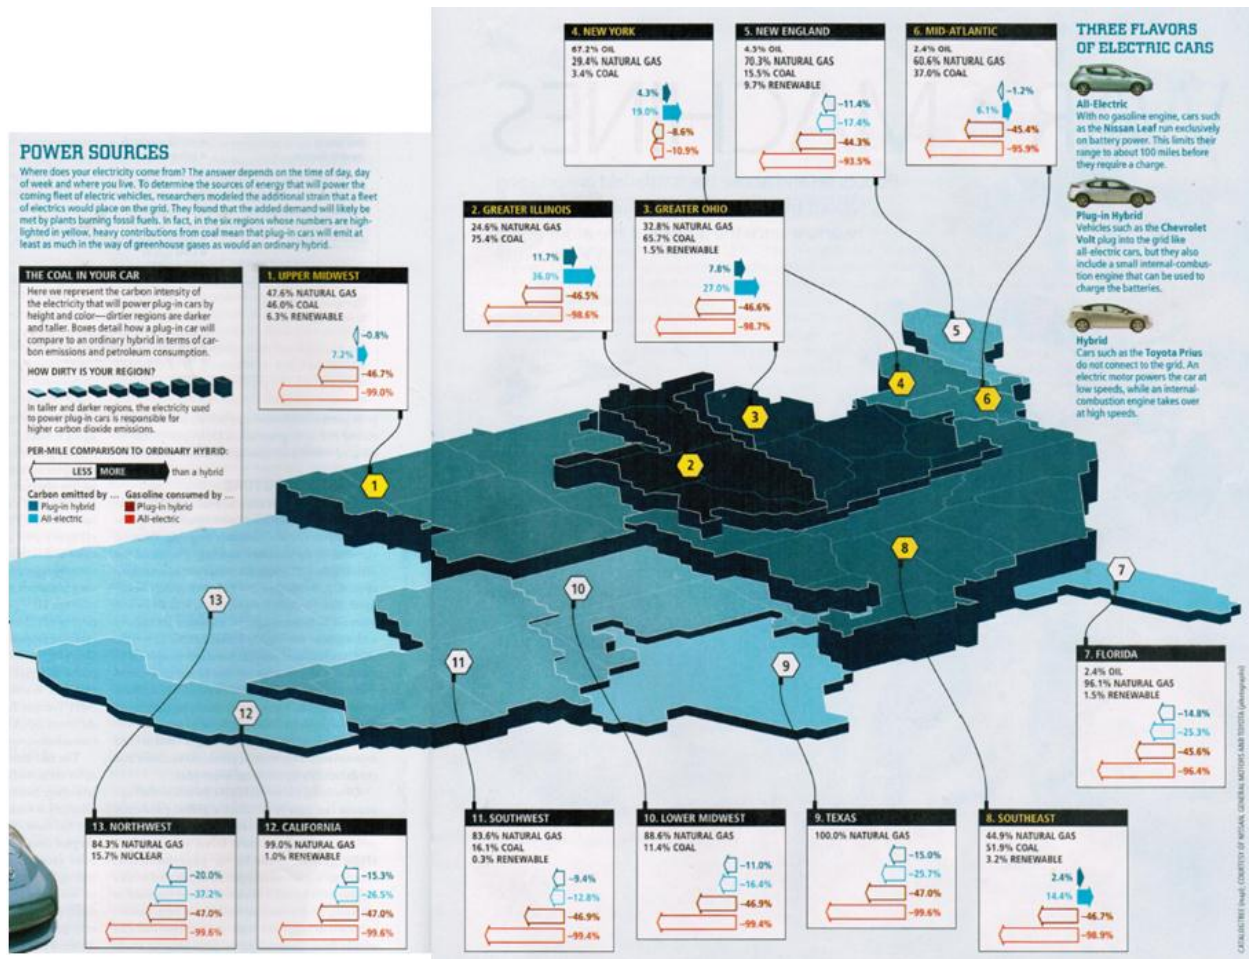 4. NEW YORK
67.2% OIL
29.4% NATURAL GAS
3.4% COAL
4.3%
19.0%
-8.6%
-10.9%
5. NEW ENGLAND
4.5% OIL
70.3% NATURAL GAS
15.5% COAL
9.7% RENEWABLE
-11.4%
-17.4%
-44.3%
-93.5%
6. MID-ATLANTIC
2.4% OIL
60.6% NATURAL GAS
37.0% COAL
-1.2%
6.1%
-45.4%
-95.9%
THREE FLAVORS
OF ELECTRIC CARS
All-Electric
With no gasoline engine, cars such
as the Nissan Leaf run exclusively
on battery power. This limits their
range to about 100 miles before
they require a charge.
Plug-in Hybrid
Vehicles such as the Chevrolet
Volt plug into the grid like
all-electric cars, but they also
include a small internal-combus-
tion engine that can be used to
charge the batteries.
Hybrid
Cars such as the Toyota Prius
do not connect to the grid. An
electric motor powers the car at
low speeds, while an internal-
combustion engine takes over
at high speeds.
POWER SOURCES
Where does your electricity come from? The answer depends on the time of day, day
of week and where you live. To determine the sources of energy that will power the
coming fleet of electric vehicles, researchers modeled the additional strain that a fleet
of electrics would place on the grid. They found that the added demand will likely be
met by plants burning fossil fuels. In fact, in the six regions whose numbers are high-
lighted in yellow, heavy contributions from coal mean that plug-in cars will emit at
least as much in the way of greenhouse gases as would an ordinary hybrid.
THE COAL IN YOUR CAR
Here we represent the carbon intensity of
the electricity that will power plug-in cars by
height and color—dirtier regions are darker
and taller. Boxes detail how a plug-in car will
compare to an ordinary hybrid in terms of car-
bon emissions and petroleum consumption.
HOW DIRTY IS YOUR REGION?
In taller and darker regions, the electricity used
to power plug-in cars is responsible for
higher carbon dioxide emissions.
PER-MILE COMPARISON TO ORDINARY HYBRID:
LESS MORE than a hybrid
Carbon emitted by ... Gasoline consumed by ...
Plug-in hybrid Plug-in hybrid
All-electric All-electric
1. UPPER MIDWEST
47.6% NATURAL GAS
46.0% COAL
6.3% RENEWABLE
-0.8%
7.2%
-46.7%
-99.0%
2. GREATER ILLINOIS
24.6% NATURAL GAS
75.4% COAL
11.7%
36.0%
-46.5%
-98.6%
3. GREATER OHIO
32.8% NATURAL GAS
65.7% COAL
1.5% RENEWABLE
7.8%
27.0%
-46.6%
-98.7%
5
4
6
3
2
1
8
7
10
13
11
9
12
7. FLORIDA
2.4% OIL
96.1% NATURAL GAS
1.5% RENEWABLE
-14.8%
-25.3%
-45.6%
-96.4%
13. NORTHWEST
84.3% NATURAL GAS
15.7% NUCLEAR
-20.0%
-37.2%
-47.0%
-99.6%
12. CALIFORNIA
99.0% NATURAL GAS
1.0% RENEWABLE
-15.3%
-26.5%
-47.0%
-99.6%
11. SOUTHWEST
83.6% NATURAL GAS
16.1% COAL
0.3% RENEWABLE
-9.4%
-12.8%
-46.9%
-99.4%
10. LOWER MIDWEST
88.6% NATURAL GAS
11.4% COAL
-11.0%
-16.4%
-46.9%
-99.4%
9. TEXAS
100.0% NATURAL GAS
-15.0%
-25.7%
-47.0%
-99.6%
8. SOUTHEAST
44.9% NATURAL GAS
51.9% COAL
3.2% RENEWABLE
2.4%
14.4%
-46.7%
-98.9%
CATALOGTREE (map); COURTESY OF NISSAN, GENERAL MOTORS AND TOYOTA (photographs)